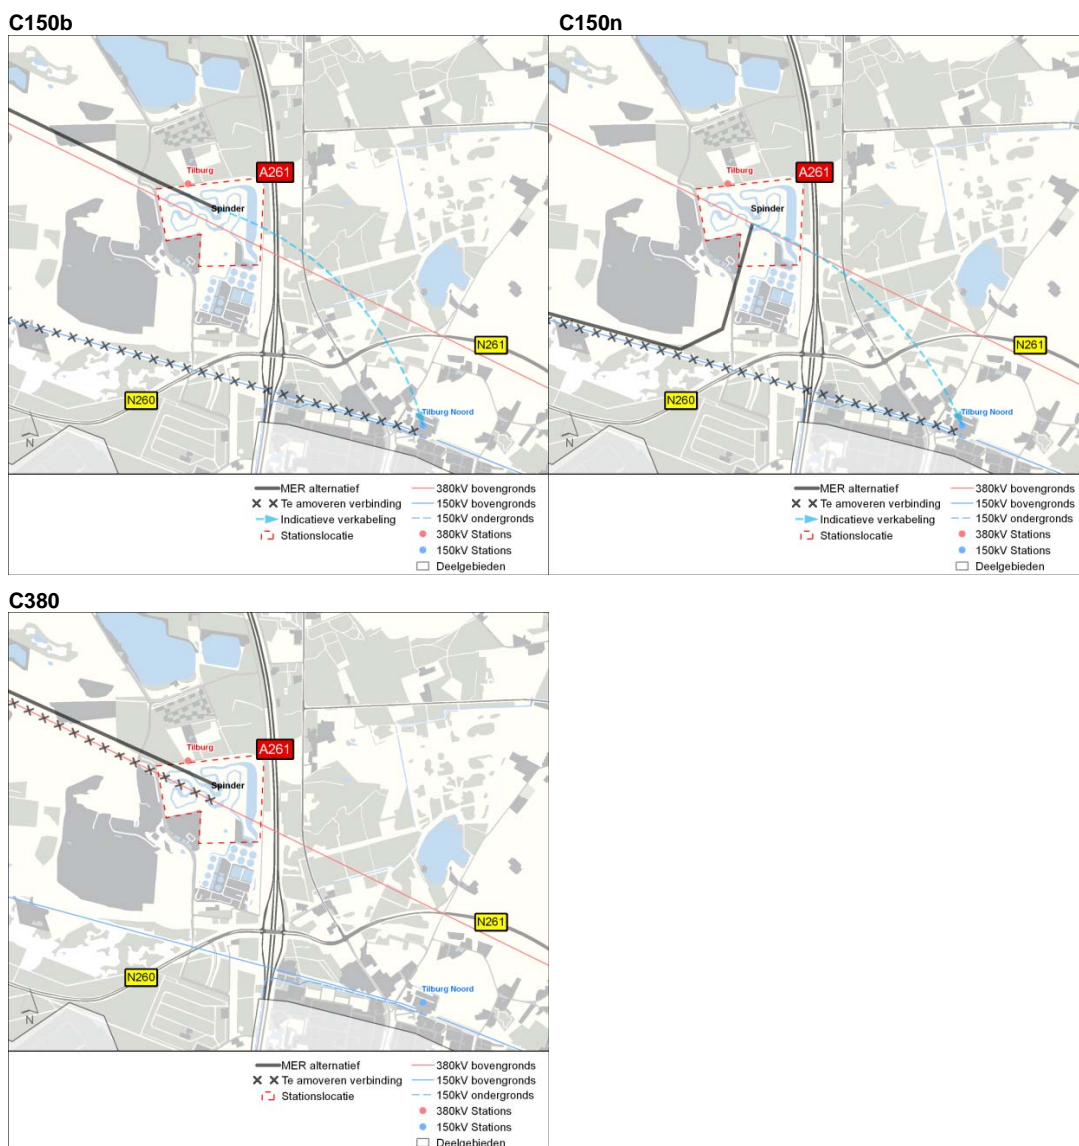 C150b
C150n
Tilburg
A261
Spinder
N261
N260
Tilburg Noord
N
MER alternatief
Te amoveren verbinding
Indicatieve verkabeling
Stationslocatie
380kV bovengronds
150kV bovengronds
150kV ondergronds
380kV Stations
150kV Stations
Deelgebieden
Tilburg
A261
Spinder
N261
N260
Tilburg Noord
N
MER alternatief
Te amoveren verbinding
Indicatieve verkabeling
Stationslocatie
380kV bovengronds
150kV bovengronds
150kV ondergronds
380kV Stations
150kV Stations
Deelgebieden
C380
Tilburg
A261
Spinder
N261
N260
Tilburg Noord
N
MER alternatief
Te amoveren verbinding
Stationslocatie
380kV bovengronds
150kV bovengronds
150kV ondergronds
380kV Stations
150kV Stations
Deelgebieden